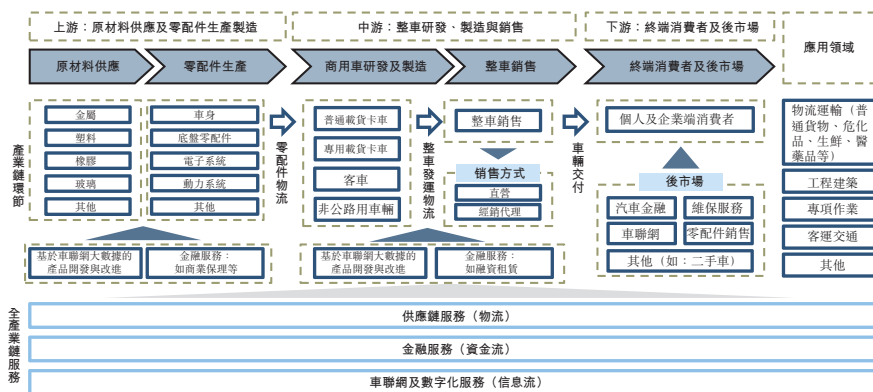 上游：原材料供應及零配件生產製造
中游：整車研發、製造與銷售
下游：終端消費者及後市場
應用領域
原材料供應
零配件生產
商用車研發及製造
整車銷售
終端消費者及後市場
產業鏈環節
金屬
塑料
橡膠
玻璃
其他
車身
底盤零配件
電子系統
動力系統
其他
零配件物流
普通載貨卡車
專用載貨卡車
客車
非公路用車輛
整車發運物流
整車銷售
销售方式
直營
經銷代理
車輛交付
個人及企業端消費者
後市場
汽車金融
維保服務
車聯網
零配件銷售
其他（如：二手車）
物流運輸（普
通貨物、危化
品、生鮮、醫
藥品等）
工程建築
專項作業
客運交通
其他
基於車聯網大數據的
產品開發與改進
金融服務：
如商業保理等
基於車聯網大數據的
產品開發與改進
金融服務：
如融資租賃
全產業鏈服務
供應鏈服務（物流）
金融服務（資金流）
車聯網及數字化服務（信息流）